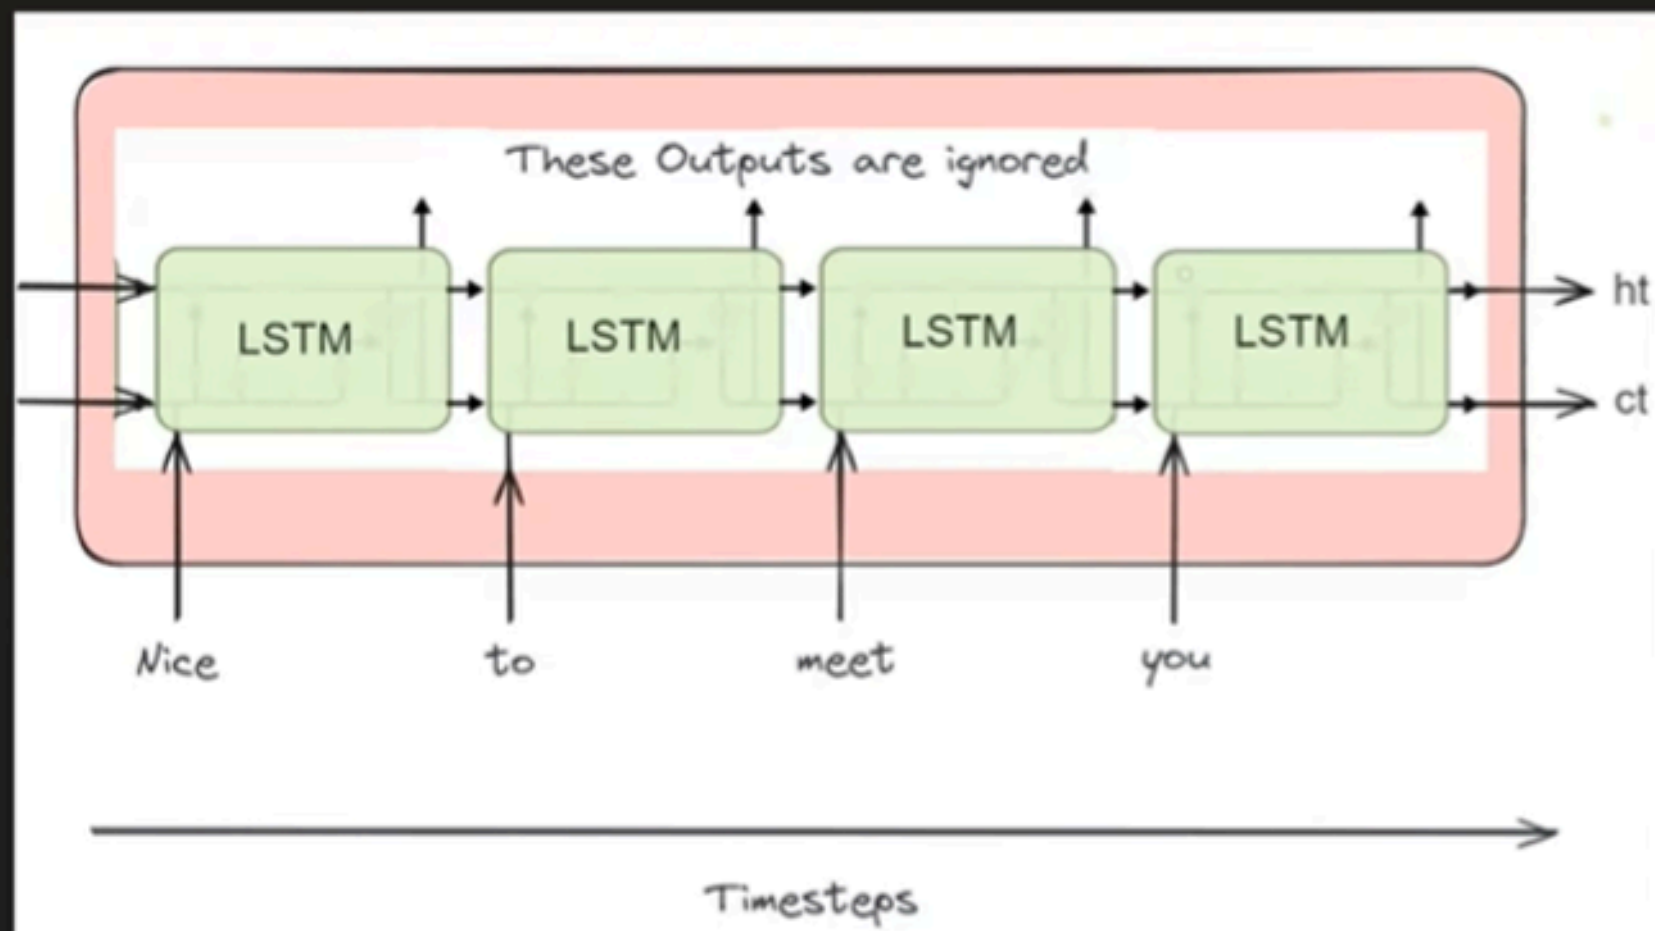 These Outputs are ignored
LSTM LSTM LSTM LSTM
ht
ct
Nice to meet you
Timesteps